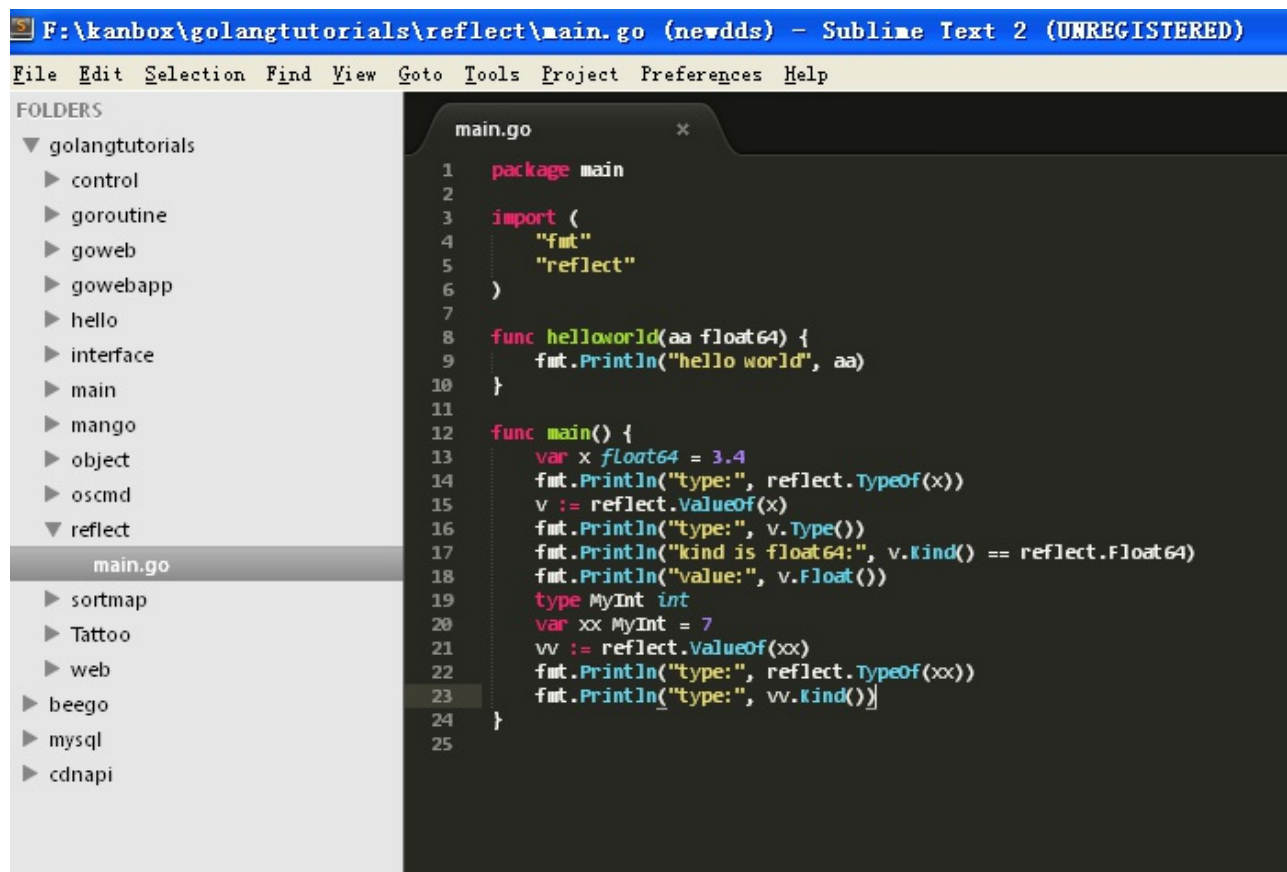 F:\kanbox\golangtutorials\reflect\main.go (newdds) - Sublime Text 2 (UNREGISTERED)
File Edit Selection Find View Goto Tools Project Preferences Help
FOLDERS
golangtutorials
control
goroutine
goweb
gowebapp
hello
interface
main
mango
object
oscmd
reflect
main.go
sortmap
Tattoo
web
beego
mysql
cdnapi
main.go ×
1 package main
2
3 import (
4     "fmt"
5     "reflect"
6 )
7
8 func helloworld(aa float64) {
9     fmt.Println("hello world", aa)
10 }
11
12 func main() {
13     var x float64 = 3.4
14     fmt.Println("type:", reflect.TypeOf(x))
15     v := reflect.ValueOf(x)
16     fmt.Println("type:", v.Type())
17     fmt.Println("kind is float64:", v.Kind() == reflect.Float64)
18     fmt.Println("value:", v.Float())
19     type MyInt int
20     var xx MyInt = 7
21     vv := reflect.ValueOf(xx)
22     fmt.Println("type:", reflect.TypeOf(xx))
23     fmt.Println("type:", vv.Kind())
24 }
25